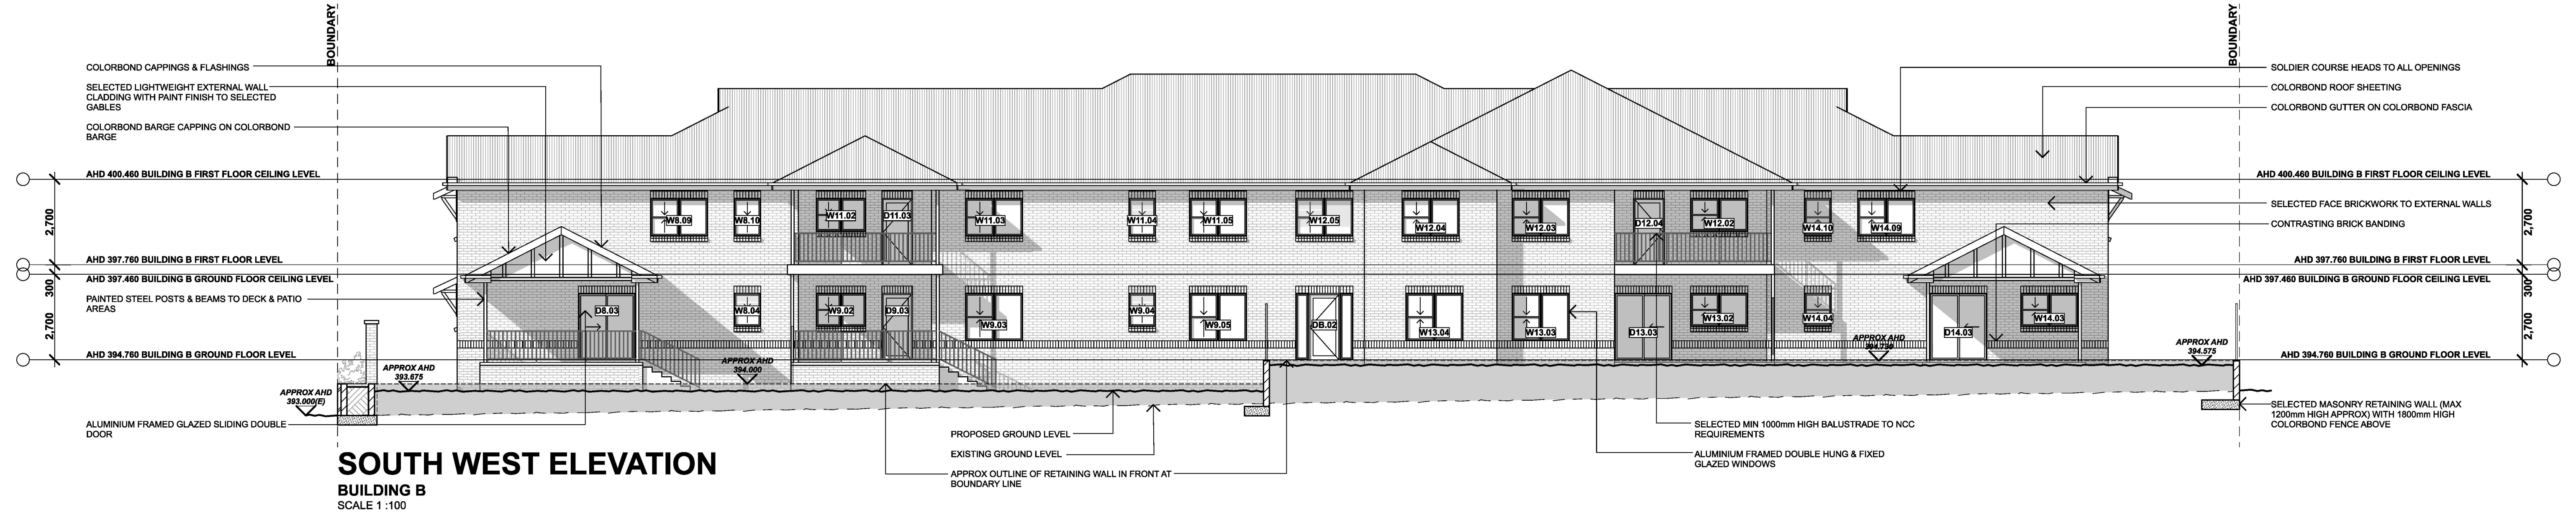 BOUNDARY
BOUNDARY
COLORBOND CAPPINGS & FLASHINGS
SELECTED LIGHTWEIGHT EXTERNAL WALL
CLADDING WITH PAINT FINISH TO SELECTED
GABLES
COLORBOND BARGE CAPPING ON COLORBOND
BARGE
SOLDIER COURSE HEADS TO ALL OPENINGS
COLORBOND ROOF SHEETING
COLORBOND GUTTER ON COLORBOND FASCIA
AHD 400.460 BUILDING B FIRST FLOOR CEILING LEVEL
AHD 400.460 BUILDING B FIRST FLOOR CEILING LEVEL
2,700
2,700
SELECTED FACE BRICKWORK TO EXTERNAL WALLS
CONTRASTING BRICK BANDING
W8.09
W8.10
W11.02
D11.03
W11.03
W11.04
W11.05
W12.05
W12.04
W12.03
D12.04
W12.02
W14.10
W14.09
AHD 397.760 BUILDING B FIRST FLOOR LEVEL
AHD 397.760 BUILDING B FIRST FLOOR LEVEL
AHD 397.460 BUILDING B GROUND FLOOR CEILING LEVEL
AHD 397.460 BUILDING B GROUND FLOOR CEILING LEVEL
300
300
PAINTED STEEL POSTS & BEAMS TO DECK & PATIO
AREAS
2,700
2,700
D8.03
W8.04
W9.02
D9.03
W9.03
W9.04
W9.05
DB.02
W13.04
W13.03
D13.03
W13.02
W14.04
D14.03
W14.03
AHD 394.760 BUILDING B GROUND FLOOR LEVEL
AHD 394.760 BUILDING B GROUND FLOOR LEVEL
APPROX AHD
393.000(E)
APPROX AHD
393.675
APPROX AHD
394.000
APPROX AHD
394.730
APPROX AHD
394.575
ALUMINIUM FRAMED GLAZED SLIDING DOUBLE
DOOR
PROPOSED GROUND LEVEL
EXISTING GROUND LEVEL
APPROX OUTLINE OF RETAINING WALL IN FRONT AT
BOUNDARY LINE
SELECTED MIN 1000mm HIGH BALUSTRADE TO NCC
REQUIREMENTS
ALUMINIUM FRAMED DOUBLE HUNG & FIXED
GLAZED WINDOWS
SELECTED MASONRY RETAINING WALL (MAX
1200mm HIGH APPROX) WITH 1800mm HIGH
COLORBOND FENCE ABOVE
SOUTH WEST ELEVATION
BUILDING B
SCALE 1 :100